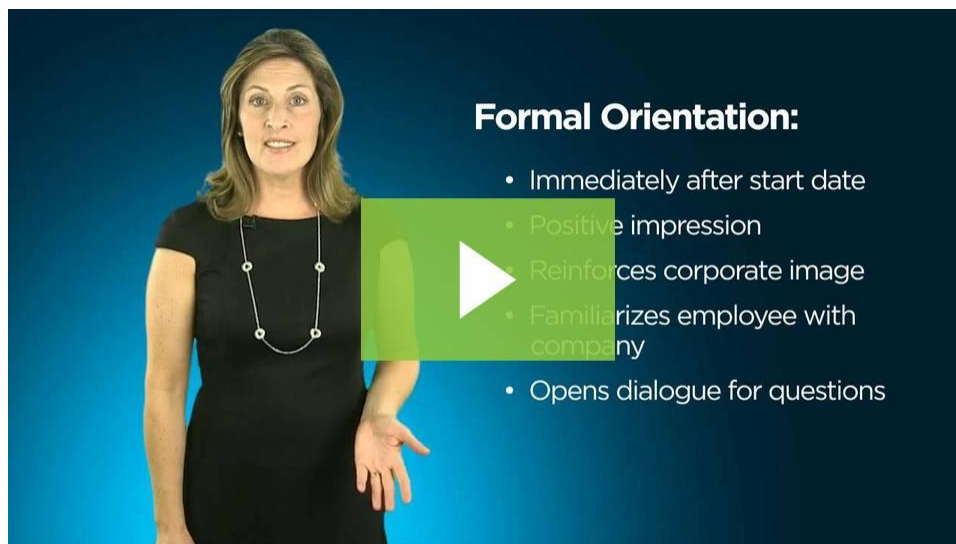 Formal Orientation:
• Immediately after start date
• Positive impression
• Reinforces corporate image
• Familiarizes employee with
company
• Opens dialogue for questions